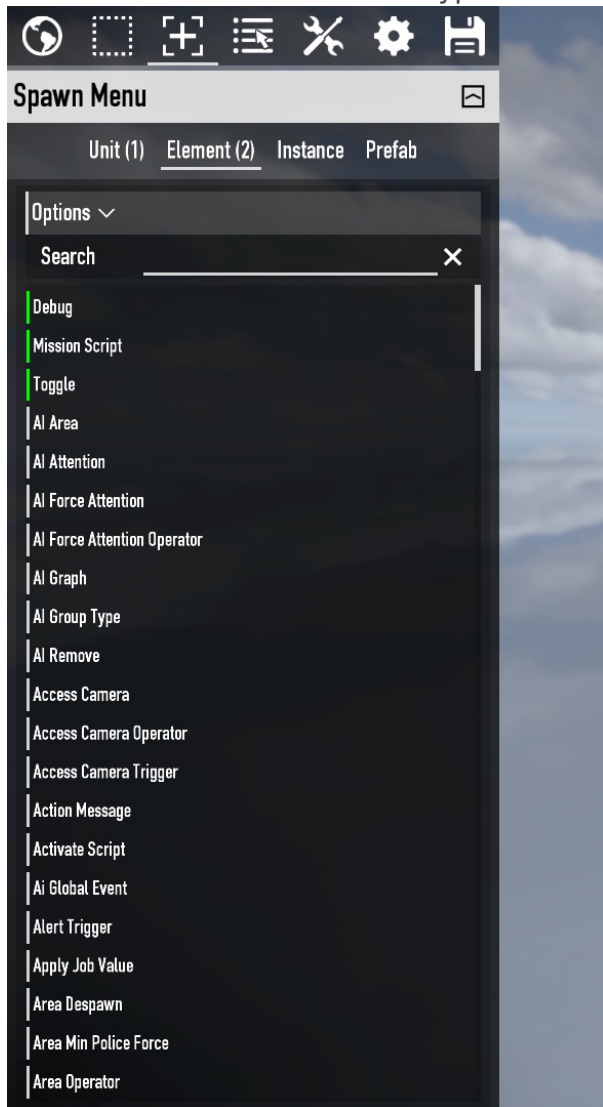 Spawn Menu
Unit (1) Element (2) Instance Prefab
Options
Search
Debug
Mission Script
Toggle
AI Area
AI Attention
AI Force Attention
AI Force Attention Operator
AI Graph
AI Group Type
AI Remove
Access Camera
Access Camera Operator
Access Camera Trigger
Action Message
Activate Script
Ai Global Event
Alert Trigger
Apply Job Value
Area Despawn
Area Min Police Force
Area Operator